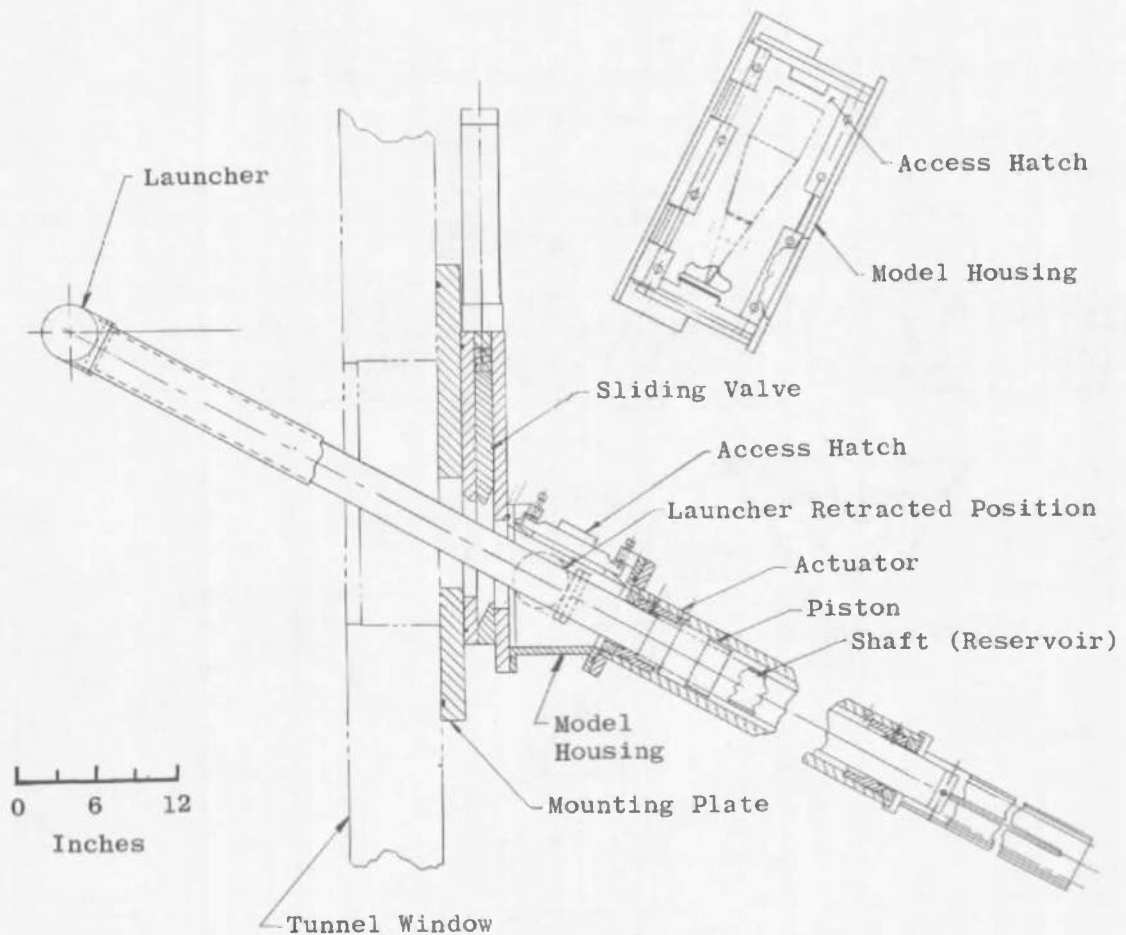 Launcher
Access Hatch
Model Housing
Sliding Valve
Access Hatch
Launcher Retracted Position
Actuator
Piston
Shaft (Reservoir)
Model
Housing
Mounting Plate
0 6 12
Inches
Tunnel Window